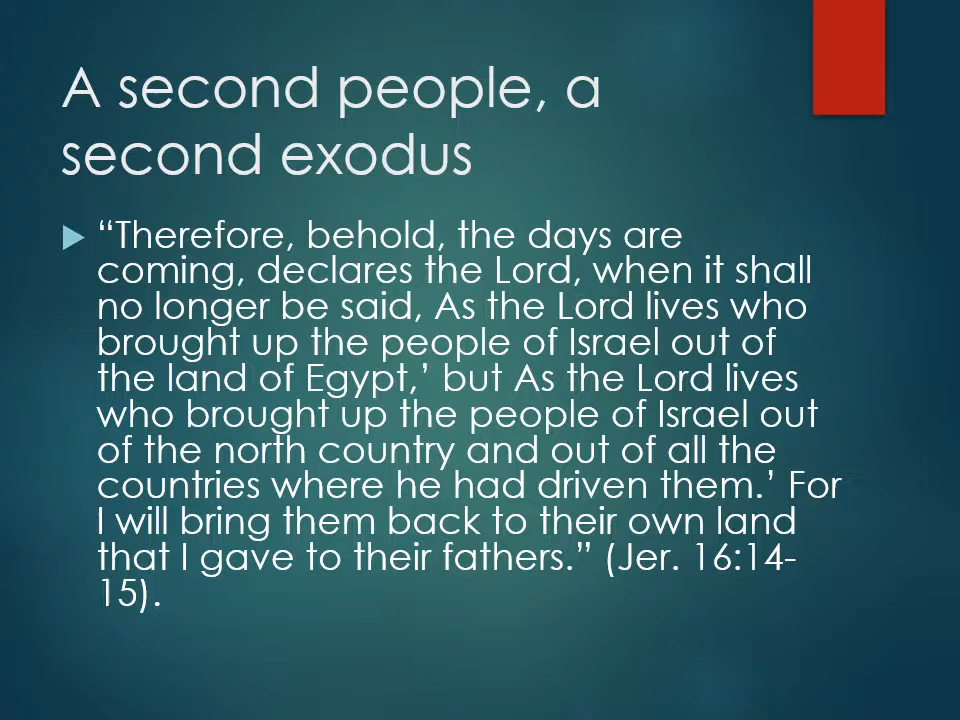 A second people, a
second exodus
“Therefore, behold, the days are
coming, declares the Lord, when it shall
no longer be said, As the Lord lives who
brought up the people of Israel out of
the land of Egypt,’ but As the Lord lives
who brought up the people of Israel out
of the north country and out of all the
countries where he had driven them.’ For
I will bring them back to their own land
that I gave to their fathers.” (Jer. 16:14-
15).